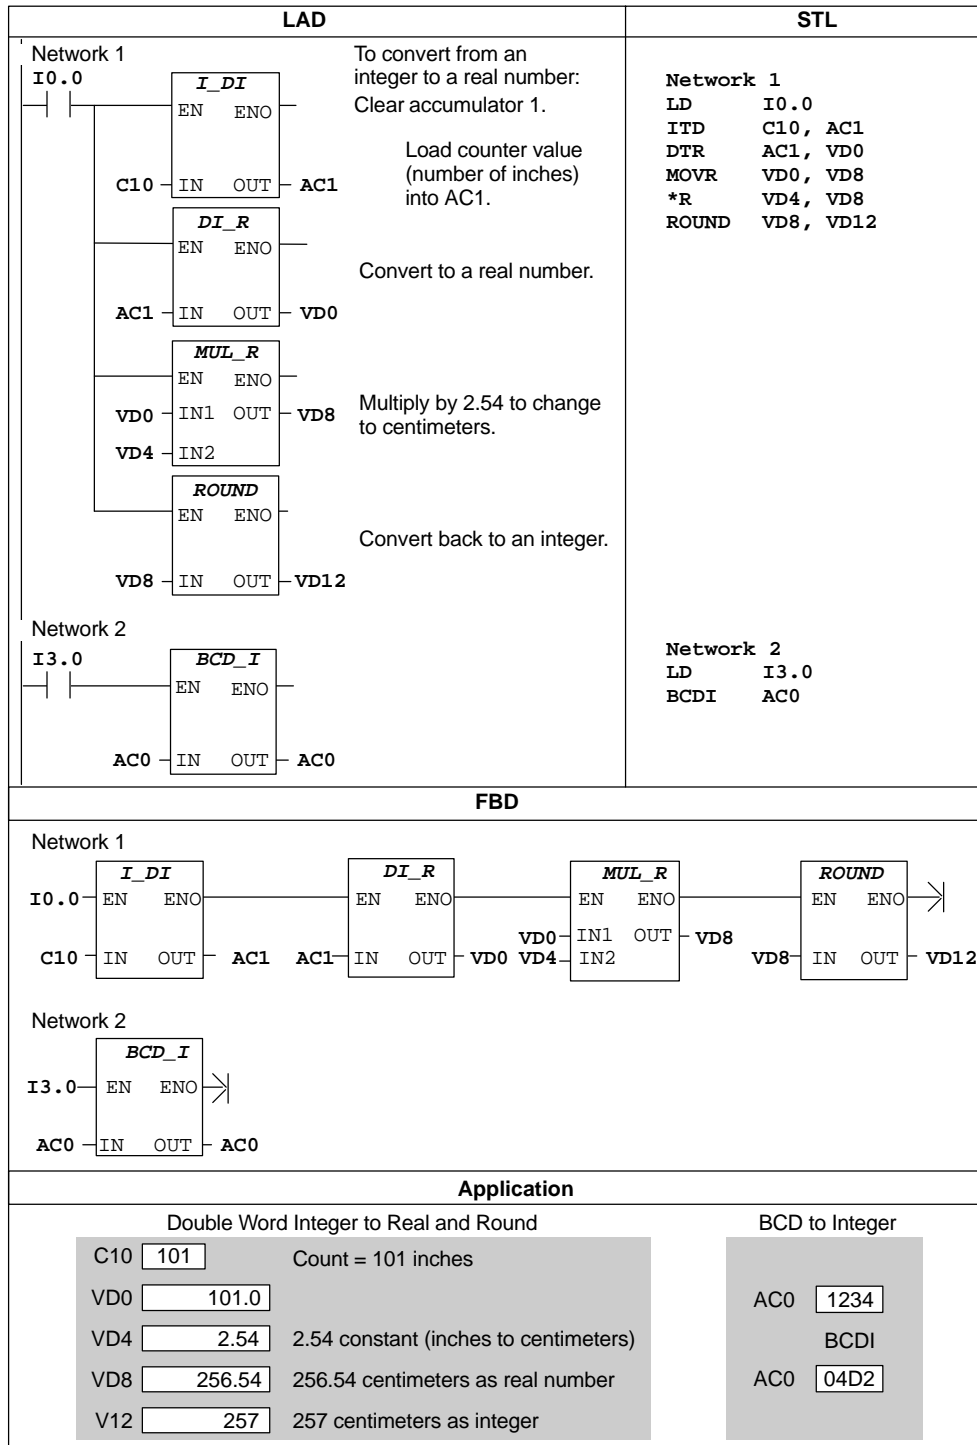 LAD
STL
Network 1
To convert from an
integer to a real number:
Clear accumulator 1.
I0.0
I_DI
EN ENO
Load counter value
(number of inches)
into AC1.
C10 IN OUT AC1
DI_R
EN ENO
Convert to a real number.
AC1 IN OUT VD0
MUL_R
EN ENO
VD0 IN1 OUT VD8
VD4 IN2
Multiply by 2.54 to change
to centimeters.
ROUND
EN ENO
Convert back to an integer.
VD8 IN OUT VD12
Network 1
LD I0.0
ITD C10, AC1
DTR AC1, VD0
MOVR VD0, VD8
*R VD4, VD8
ROUND VD8, VD12
Network 2
I3.0
BCD_I
EN ENO
AC0 IN OUT AC0
Network 2
LD I3.0
BCDI AC0
FBD
Network 1
I_DI DI_R MUL_R ROUND
I0.0 EN ENO EN ENO EN ENO EN ENO
VD0 IN1 OUT VD8
C10 IN OUT AC1 AC1 IN OUT VD0 VD4 IN2 VD8 IN OUT VD12
Network 2
BCD_I
I3.0 EN ENO
AC0 IN OUT AC0
Application
Double Word Integer to Real and Round
C10 101 Count = 101 inches
VD0 101.0
VD4 2.54 2.54 constant (inches to centimeters)
VD8 256.54 256.54 centimeters as real number
V12 257 257 centimeters as integer
BCD to Integer
AC0 1234
BCDI
AC0 04D2